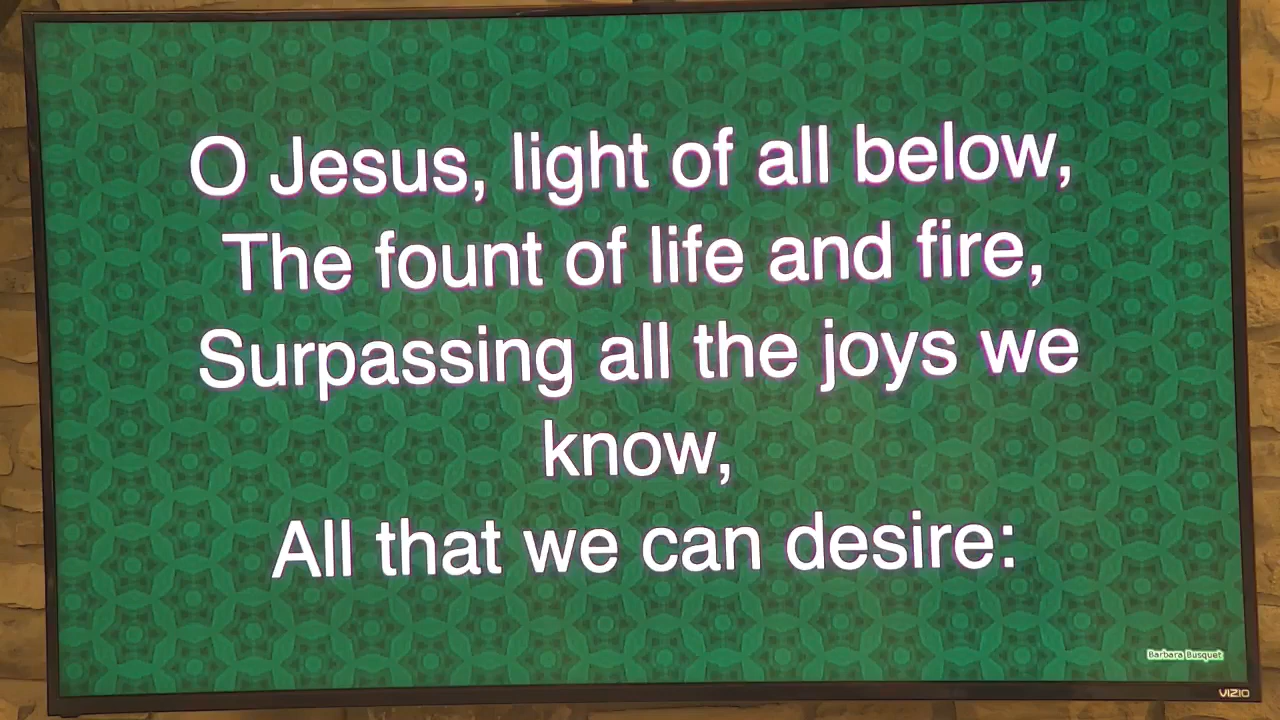 O Jesus, light of all below,
The fount of life and fire,
Surpassing all the joys we
know,
All that we can desire:
Barbara Busquet
VIZIO